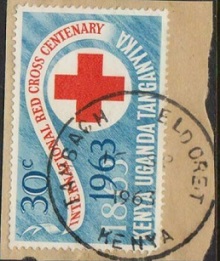 INTERNATIONAL RED CROSS CENTENARY
30c
1863
1963
KENYA UGANDA TANGANYIKA
ELDORET
KENYA